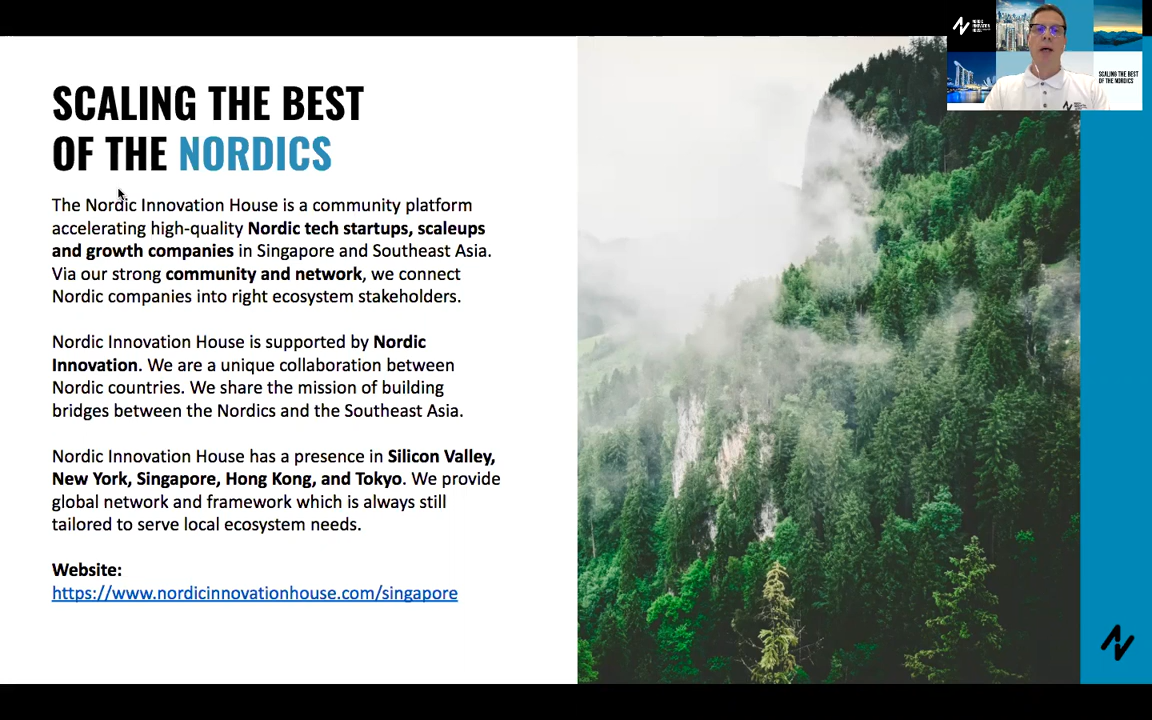 SCALING THE BEST
OF THE NORDICS
The Nordic Innovation House is a community platform
accelerating high-quality Nordic tech startups, scaleups
and growth companies in Singapore and Southeast Asia.
Via our strong community and network, we connect
Nordic companies into right ecosystem stakeholders.
Nordic Innovation House is supported by Nordic
Innovation. We are a unique collaboration between
Nordic countries. We share the mission of building
bridges between the Nordics and the Southeast Asia.
Nordic Innovation House has a presence in Silicon Valley,
New York, Singapore, Hong Kong, and Tokyo. We provide
global network and framework which is always still
tailored to serve local ecosystem needs.
Website:
https://www.nordicinnovationhouse.com/singapore
NORDIC
INNOVATION
HOUSE
SCALING THE BEST
OF THE NORDICS